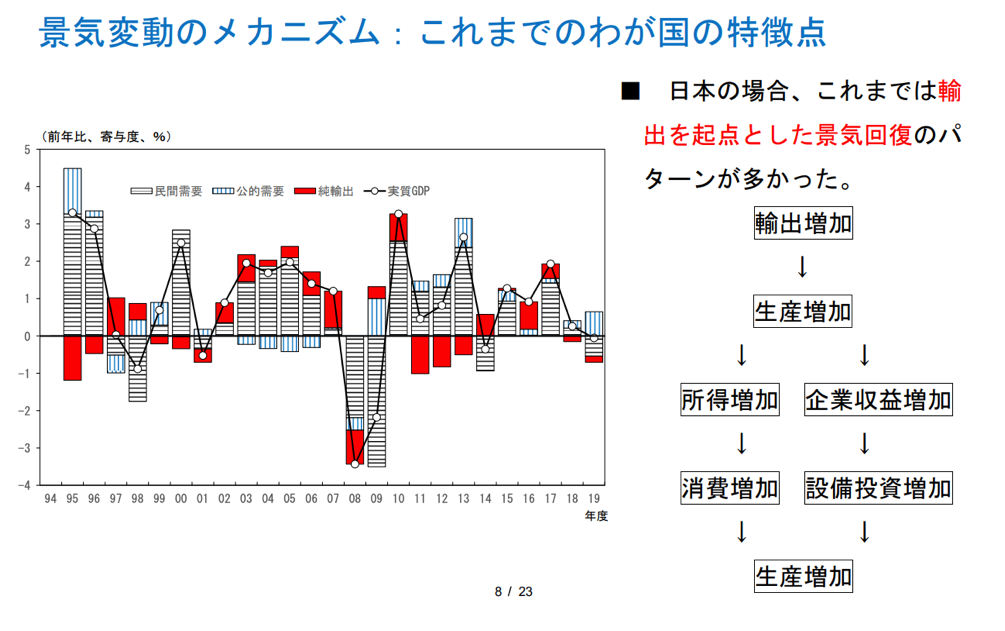 景気変動のメカニズム：これまでのわが国の特徴点
（前年比、寄与度、%）
5
4
3
2
1
0
-1
-2
-3
-4
民間需要 公的需要 純輸出 実質GDP
94 95 96 97 98 99 00 01 02 03 04 05 06 07 08 09 10 11 12 13 14 15 16 17 18 19
年度
■ 日本の場合、これまでは輸
出を起点とした景気回復のパ
ターンが多かった。
輸出増加
↓
生産増加
↓ ↓
所得増加 企業収益増加
↓ ↓
消費増加 設備投資増加
↓ ↓
生産増加
8 / 23